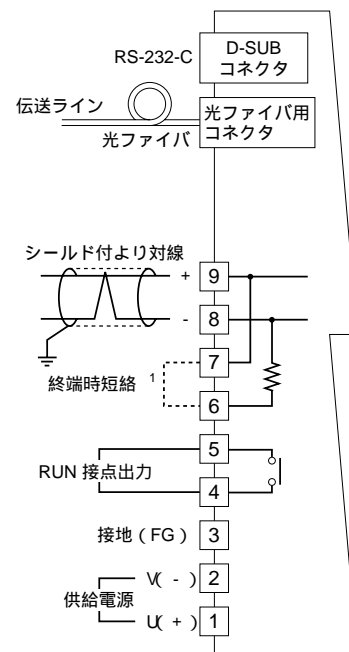 RS-232-C
D-SUB
コネクタ
伝送ライン
光ファイバ
光ファイバ用
コネクタ
シールド付より対線
+
9
-
8
7
終端時短絡 1
6
5
RUN 接点出力
4
接地（FG）
3
V( - )
2
供給電源
U( + )
1